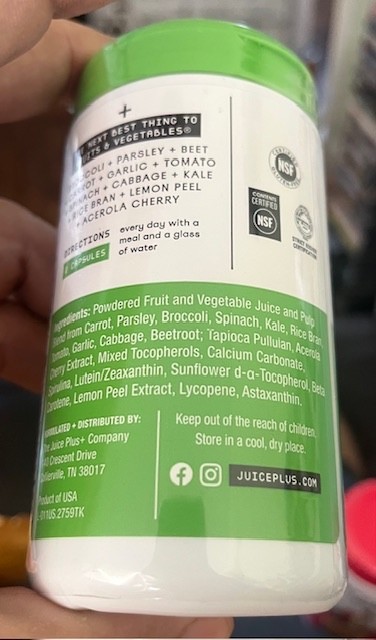 +
NEXT BEST THING TO
& VEGETABLES®
+ PARSLEY + BEET
+ GARLIC + TOMATO
+ CABBAGE + KALE
BRAN + LEMON PEEL
+ ACEROLA CHERRY
DIRECTIONS
CAPSULES
every day with a
meal and a glass
of water
CONTENTS
CERTIFIED
NSF
NSF
Ingredients: Powdered Fruit and Vegetable Juice and Pulp
Blend from Carrot, Parsley, Broccoli, Spinach, Kale, Rice Bran,
Tomato, Garlic, Cabbage, Beetroot; Tapioca Pullulan, Acerola
Cherry Extract, Mixed Tocopherols, Calcium Carbonate,
Spirulina, Lutein/Zeaxanthin, Sunflower d-α-Tocopherol, Beta
Carotene, Lemon Peel Extract, Lycopene, Astaxanthin.
+ DISTRIBUTED BY:
The Juice Plus+ Company
Crescent Drive
TN 38017
Product of USA
Keep out of the reach of children.
Store in a cool, dry place.
JUICEPLUS.COM